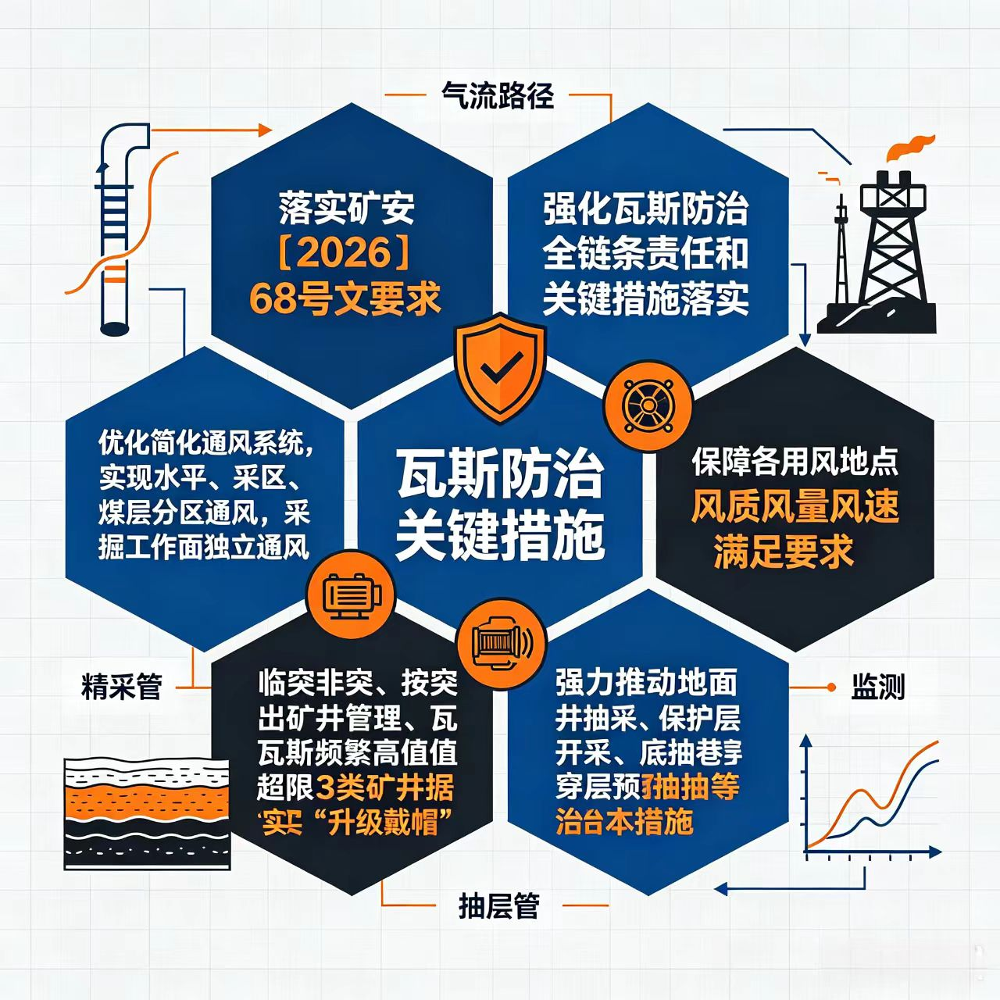 气流路径
落实矿安
[2026]
68号文要求
强化瓦斯防治
全链条责任和
关键措施落实
优化简化通风系统，
实现水平、采区、
煤层分区通风，采
掘工作面独立通风
瓦斯防治
关键措施
保障各用风地点
风质风量风速
满足要求
精采管
临突非突、按突
出矿井管理、瓦
瓦斯频繁高值值
超限3类矿井据
实 “升级戴帽”
强力推动地面
井抽采、保护层
开采、底抽巷
穿层预抽抽等
治本措施
监测
抽层管